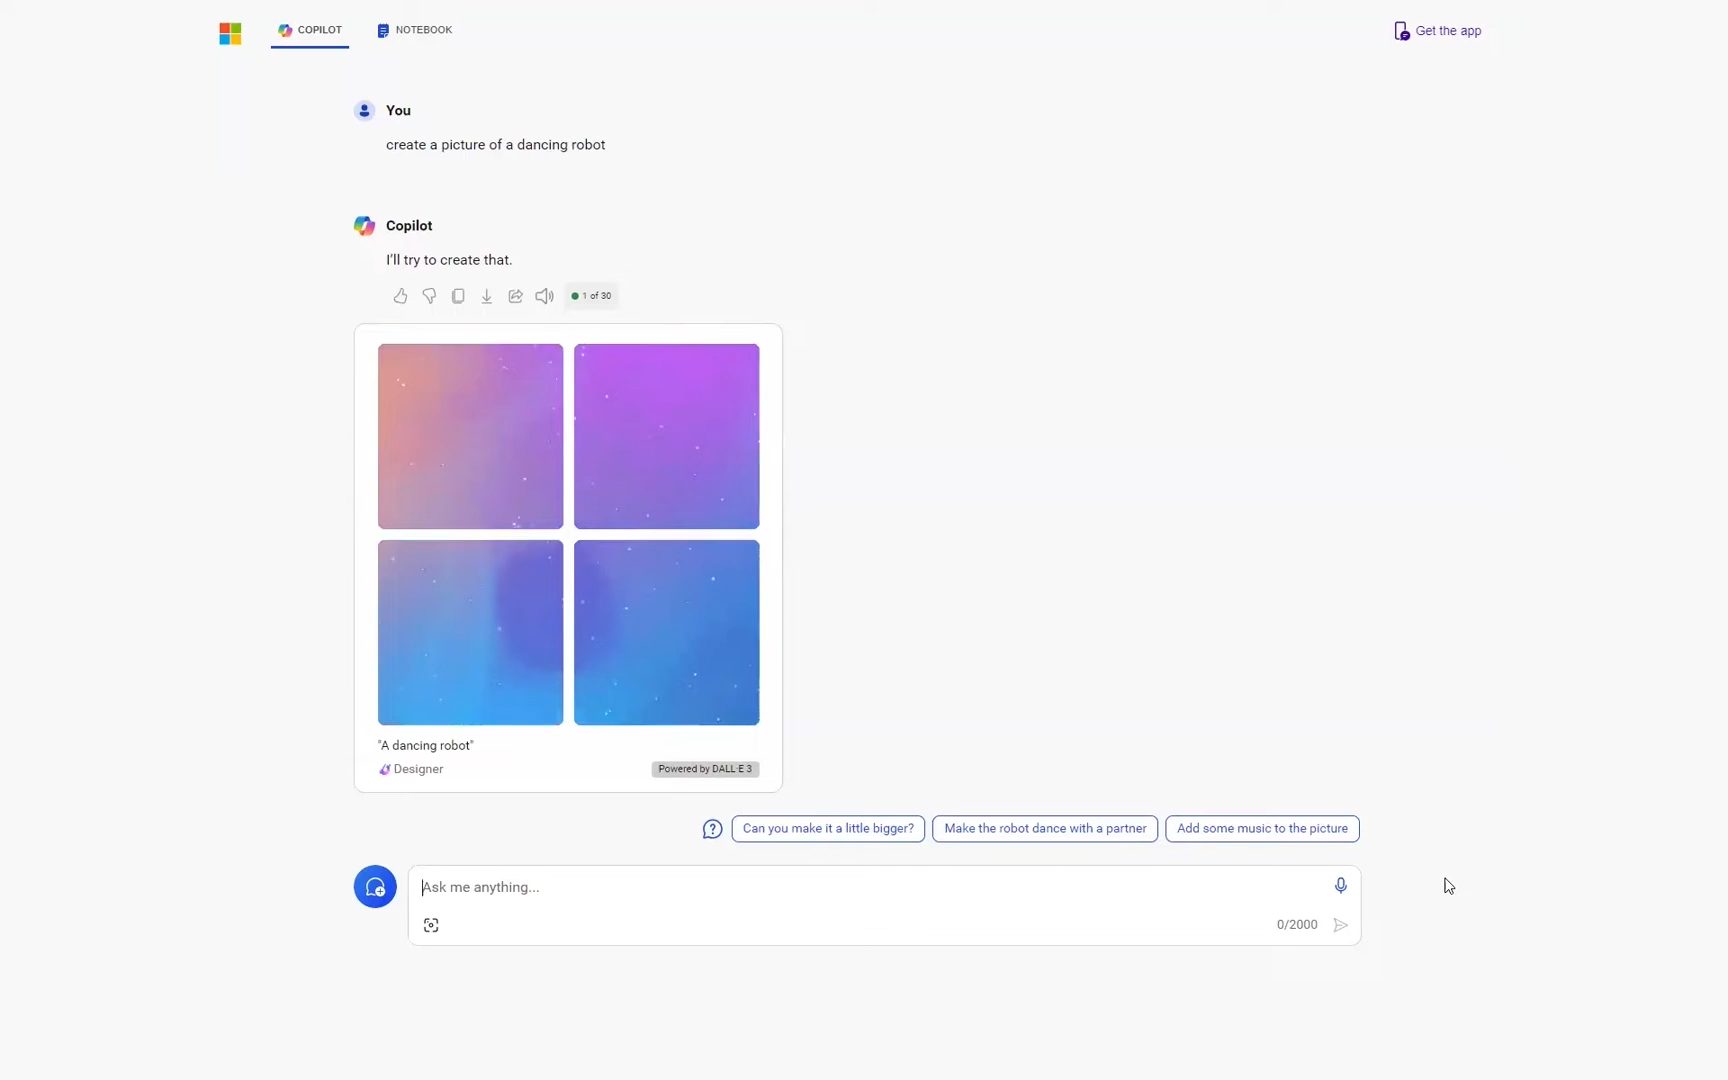 COPILOT
NOTEBOOK
Get the app
You
create a picture of a dancing robot
Copilot
I'll try to create that.
1 of 30
"A dancing robot"
Designer
Powered by DALL·E 3
Can you make it a little bigger?
Make the robot dance with a partner
Add some music to the picture
Ask me anything...
0/2000